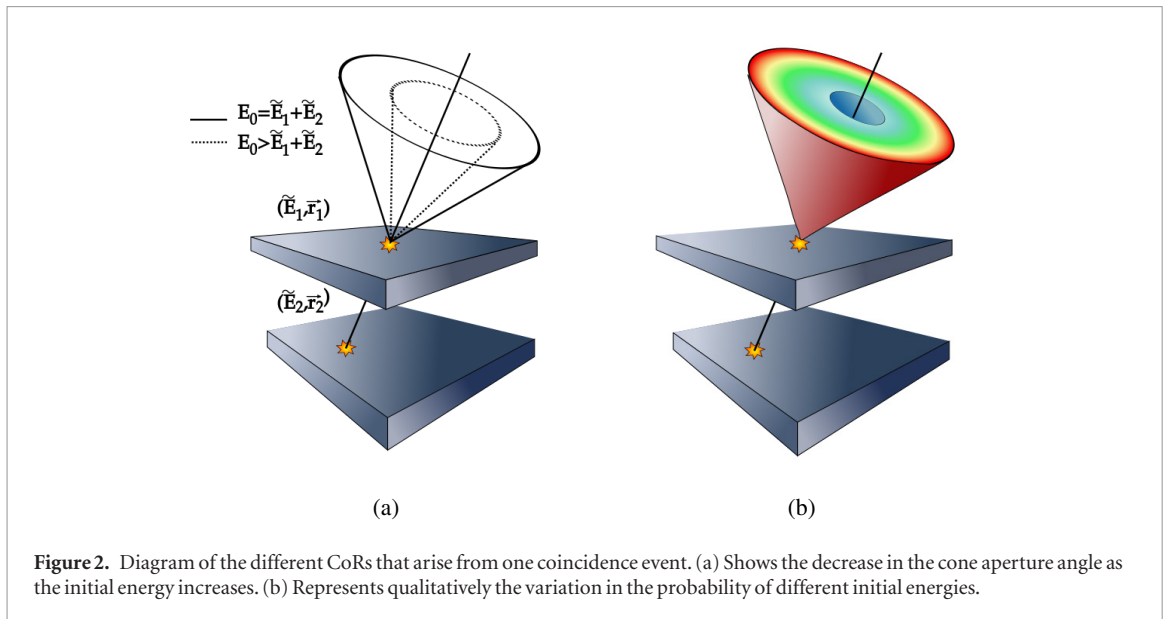 E₀=Ẽ₁+Ẽ₂
E₀>Ẽ₁+Ẽ₂
(Ẽ₁,r⃗₁)
(Ẽ₂,r⃗₂)
(a)
(b)
Figure 2. Diagram of the different CoRs that arise from one coincidence event. (a) Shows the decrease in the cone aperture angle as
the initial energy increases. (b) Represents qualitatively the variation in the probability of different initial energies.